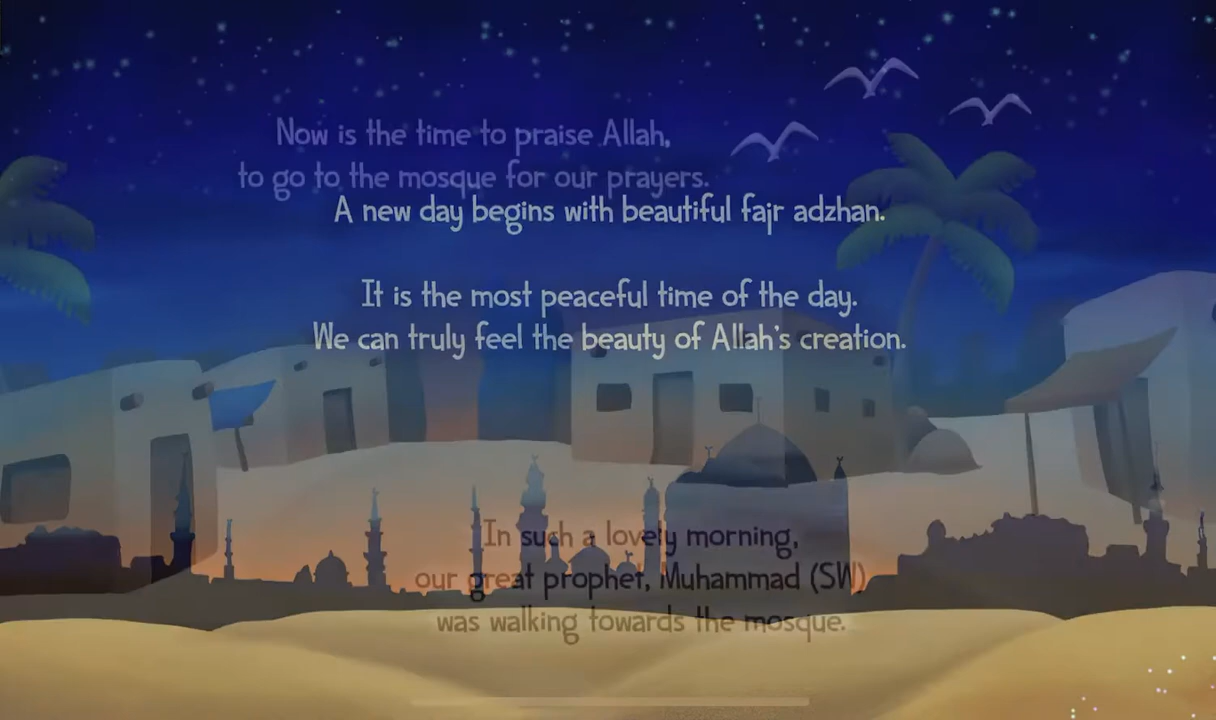 Now is the time to praise Allah,
to go to the mosque for our prayers.
A new day begins with beautiful fajr adzhan.
It is the most peaceful time of the day.
We can truly feel the beauty of Allah's creation.
In such a lovely morning,
our great prophet, Muhammad (SW)
was walking towards the mosque.